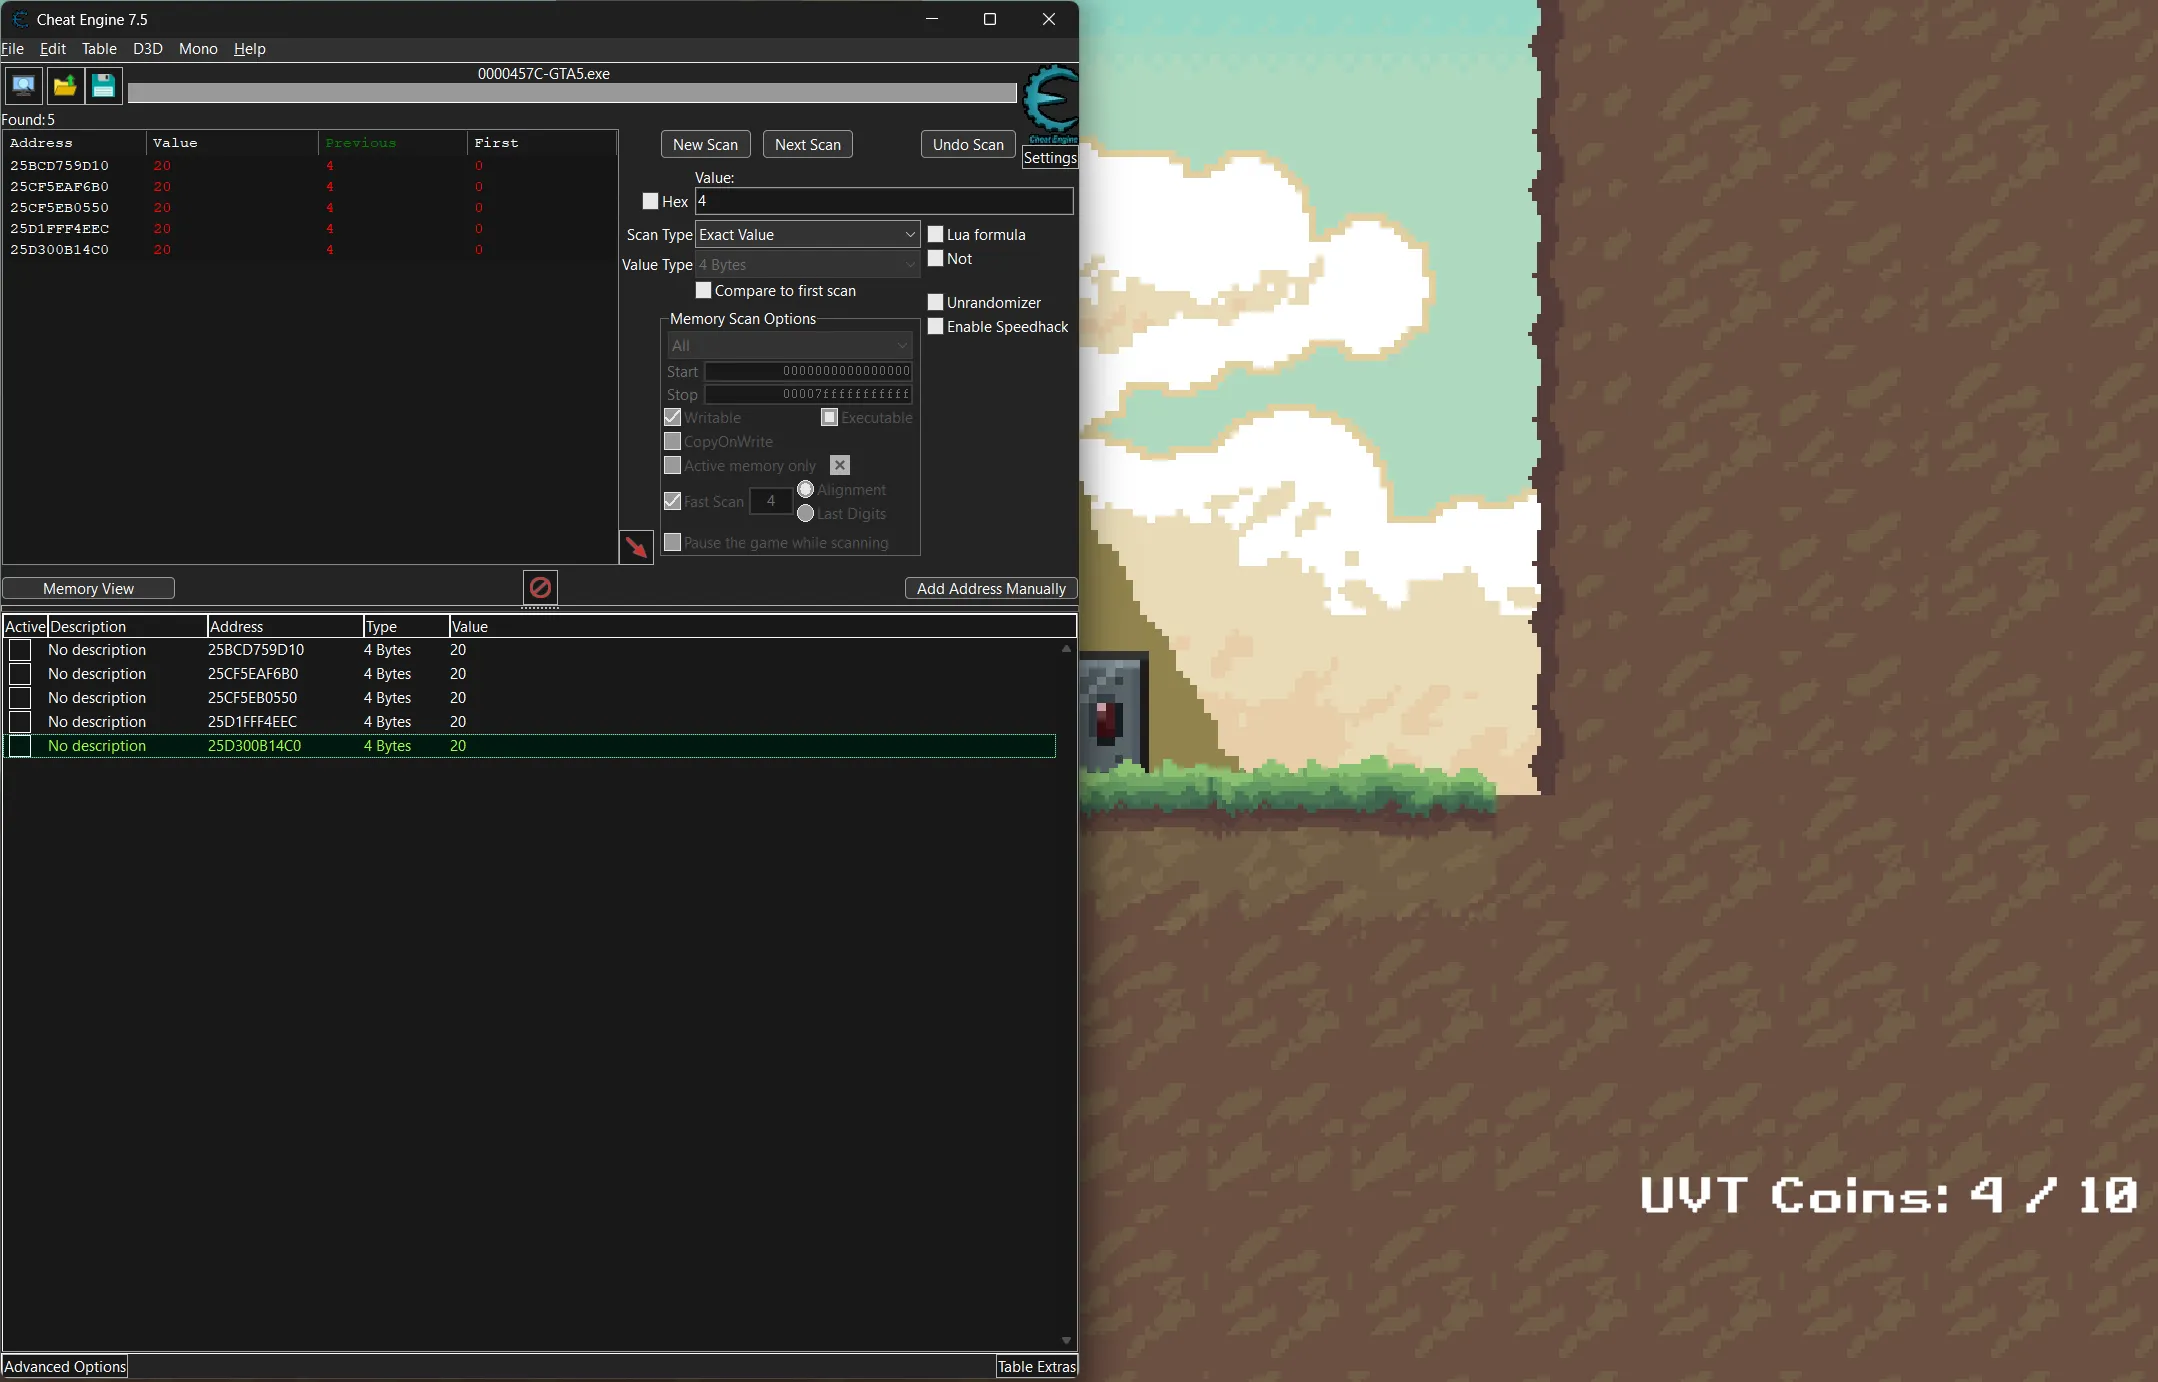 Cheat Engine 7.5
File Edit Table D3D Mono Help
0000457C-GTA5.exe
Found:5
Address Value Previous First
25BCD759D10 20 4 0
25CF5EAF6B0 20 4 0
25CF5EB0550 20 4 0
25D1FFF4EEC 20 4 0
25D300B14C0 20 4 0
New Scan Next Scan Undo Scan
Cheat Engine
Settings
Value:
Hex 4
Scan Type Exact Value Lua formula
Value Type 4 Bytes Not
Compare to first scan
Unrandomizer
Enable Speedhack
Memory Scan Options
All
Start 0000000000000000
Stop 00007fffffffffff
Writable Executable
CopyOnWrite
Active memory only
Fast Scan 4 Alignment
Last Digits
Pause the game while scanning
Memory View Add Address Manually
Active Description Address Type Value
No description 25BCD759D10 4 Bytes 20
No description 25CF5EAF6B0 4 Bytes 20
No description 25CF5EB0550 4 Bytes 20
No description 25D1FFF4EEC 4 Bytes 20
No description 25D300B14C0 4 Bytes 20
Advanced Options Table Extras
UVT Coins: 4 / 10